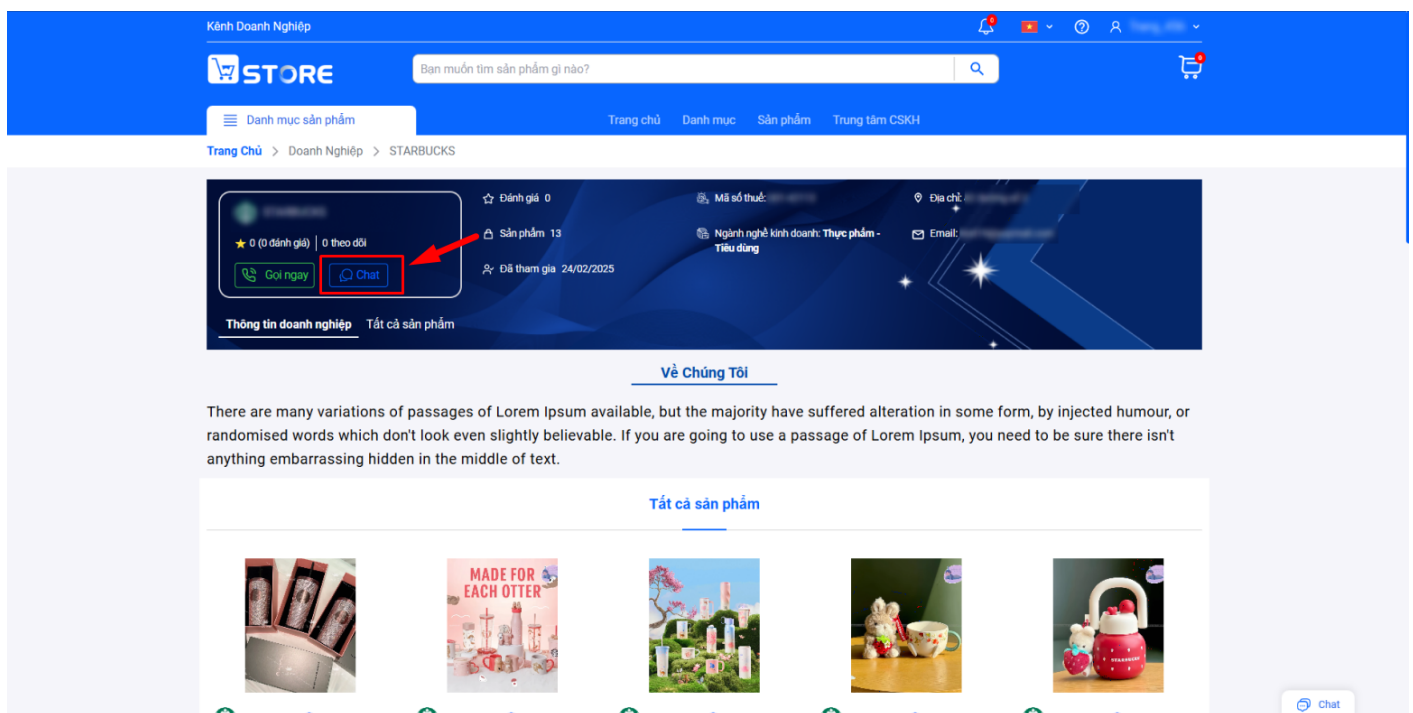 Kênh Doanh Nghiệp
0
STORE
Bạn muốn tìm sản phẩm gì nào?
0
Danh mục sản phẩm
Trang chủ Danh mục Sản phẩm Trung tâm CSKH
Trang Chủ > Doanh Nghiệp > STARBUCKS
0 (0 đánh giá) | 0 theo dõi
Gọi ngay Chat
Đánh giá 0
Sản phẩm 13
Đã tham gia 24/02/2025
Mã số thuế:
Ngành nghề kinh doanh: Thực phẩm -
Tiêu dùng
Địa chỉ:
Email:
Thông tin doanh nghiệp Tất cả sản phẩm
Về Chúng Tôi
There are many variations of passages of Lorem Ipsum available, but the majority have suffered alteration in some form, by injected humour, or
randomised words which don't look even slightly believable. If you are going to use a passage of Lorem Ipsum, you need to be sure there isn't
anything embarrassing hidden in the middle of text.
Tất cả sản phẩm
MADE FOR
EACH OTTER
STARBUCKS
Chat